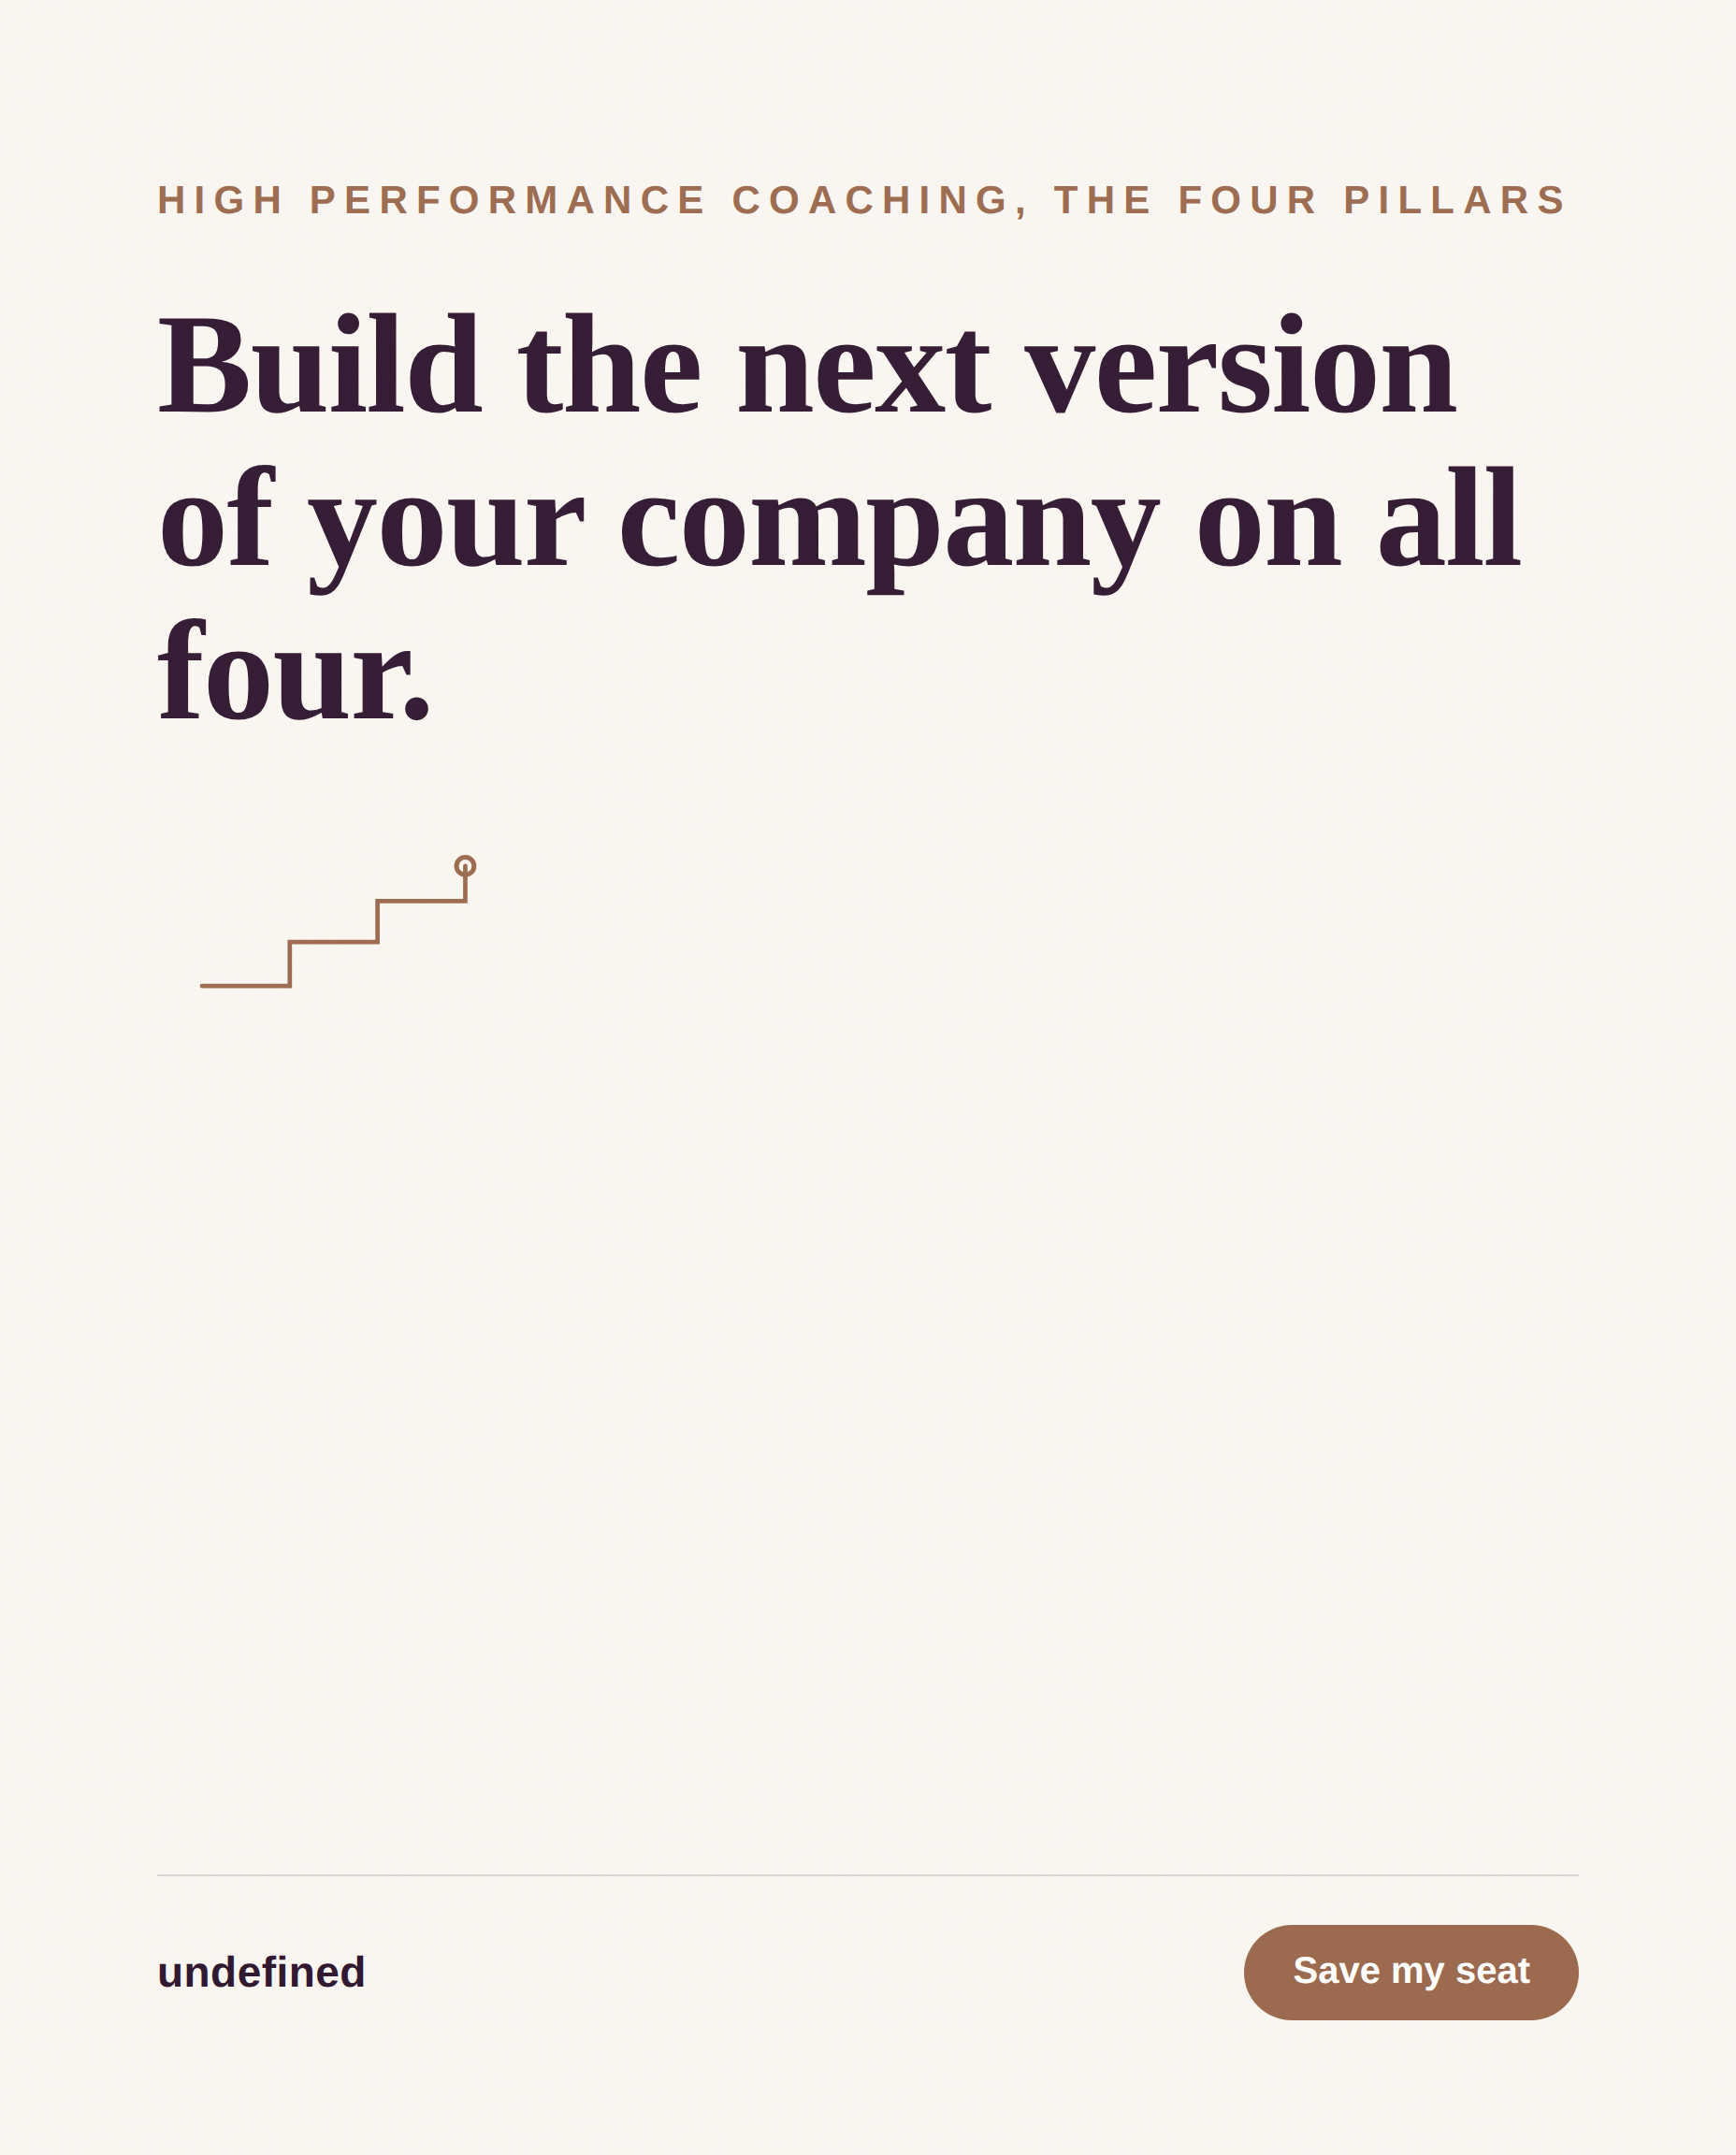 HIGH PERFORMANCE COACHING, THE FOUR PILLARS
Build the next version
of your company on all
four.
undefined
Save my seat